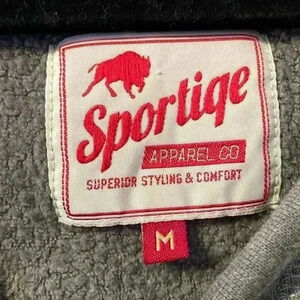 Sportiqe
APPAREL CO
SUPERIOR STYLING & COMFORT
M